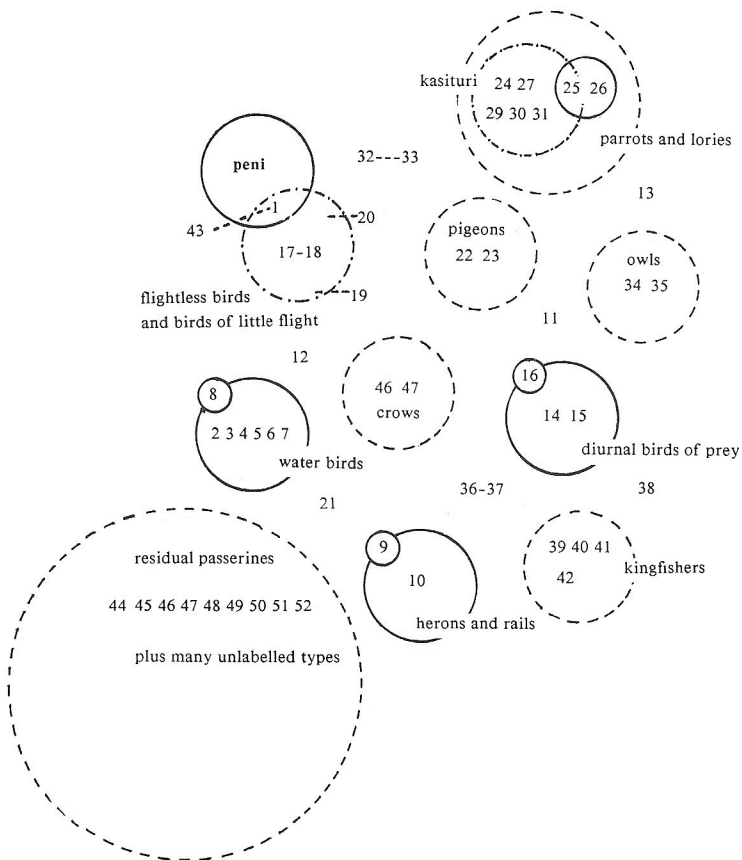 kasituri
24 27
25 26
29 30 31
parrots and lories
peni
32---33
13
1
20
43
pigeons
17-18
22 23
owls
34 35
flightless birds
19
and birds of little flight
11
12
16
8
46 47
crows
14 15
2 3 4 5 6 7
diurnal birds of prey
water birds
36-37
38
21
9
39 40 41
residual passerines
42
kingfishers
10
44 45 46 47 48 49 50 51 52
herons and rails
plus many unlabelled types